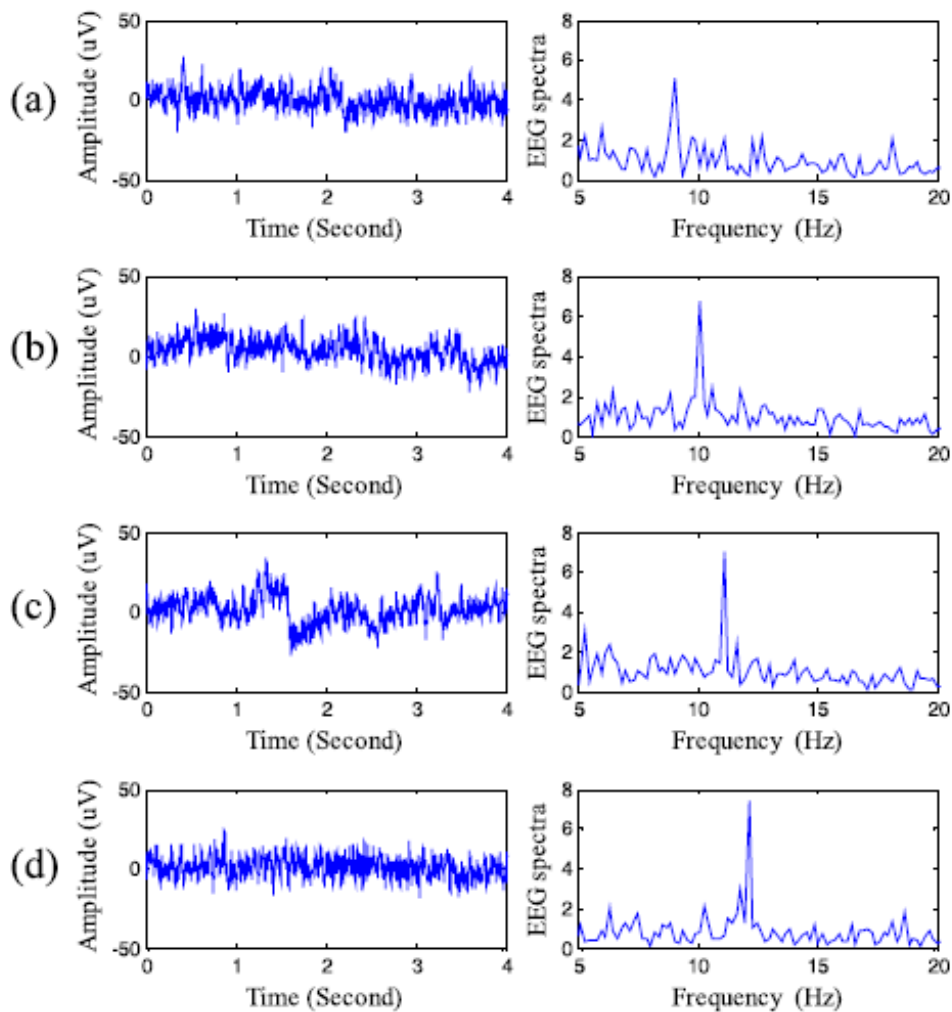 (a)
Amplitude (uV)
50
0
-50
0 1 2 3 4
Time (Second)
EEG spectra
8
6
4
2
0
5 10 15 20
Frequency (Hz)
(b)
Amplitude (uV)
50
0
-50
0 1 2 3 4
Time (Second)
EEG spectra
8
6
4
2
0
5 10 15 20
Frequency (Hz)
(c)
Amplitude (uV)
50
0
-50
0 1 2 3 4
Time (Second)
EEG spectra
8
6
4
2
0
5 10 15 20
Frequency (Hz)
(d)
Amplitude (uV)
50
0
-50
0 1 2 3 4
Time (Second)
EEG spectra
8
6
4
2
0
5 10 15 20
Frequency (Hz)